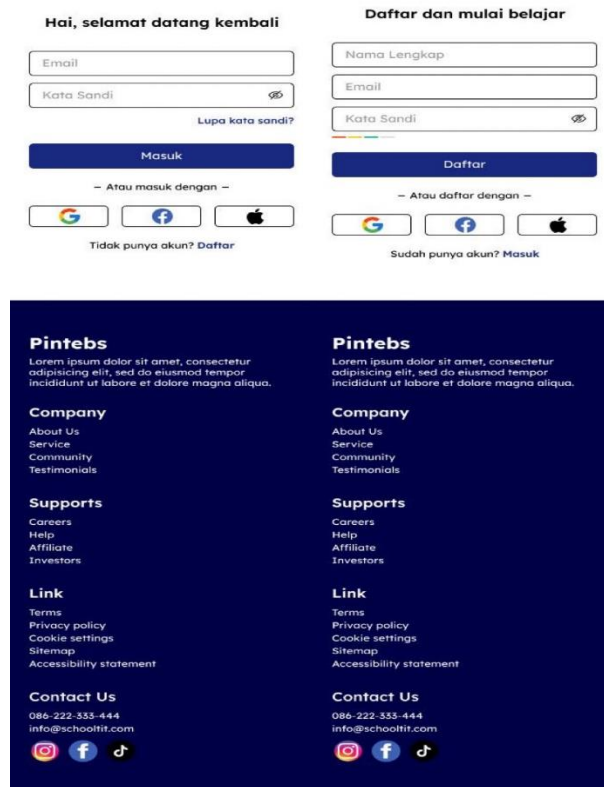 Hai, selamat datang kembali
Email
Kata Sandi
Lupa kata sandi?
Masuk
– Atau masuk dengan –
Tidak punya akun? Daftar
Pintebs
Lorem ipsum dolor sit amet, consectetur
adipisicing elit, sed do eiusmod tempor
incididunt ut labore et dolore magna aliqua.
Company
About Us
Service
Community
Testimonials
Supports
Careers
Help
Affiliate
Investors
Link
Terms
Privacy policy
Cookie settings
Sitemap
Accessibility statement
Contact Us
086-222-333-444
info@schooltit.com
Daftar dan mulai belajar
Nama Lengkap
Email
Kata Sandi
Daftar
– Atau daftar dengan –
Sudah punya akun? Masuk
Pintebs
Lorem ipsum dolor sit amet, consectetur
adipisicing elit, sed do eiusmod tempor
incididunt ut labore et dolore magna aliqua.
Company
About Us
Service
Community
Testimonials
Supports
Careers
Help
Affiliate
Investors
Link
Terms
Privacy policy
Cookie settings
Sitemap
Accessibility statement
Contact Us
086-222-333-444
info@schooltit.com